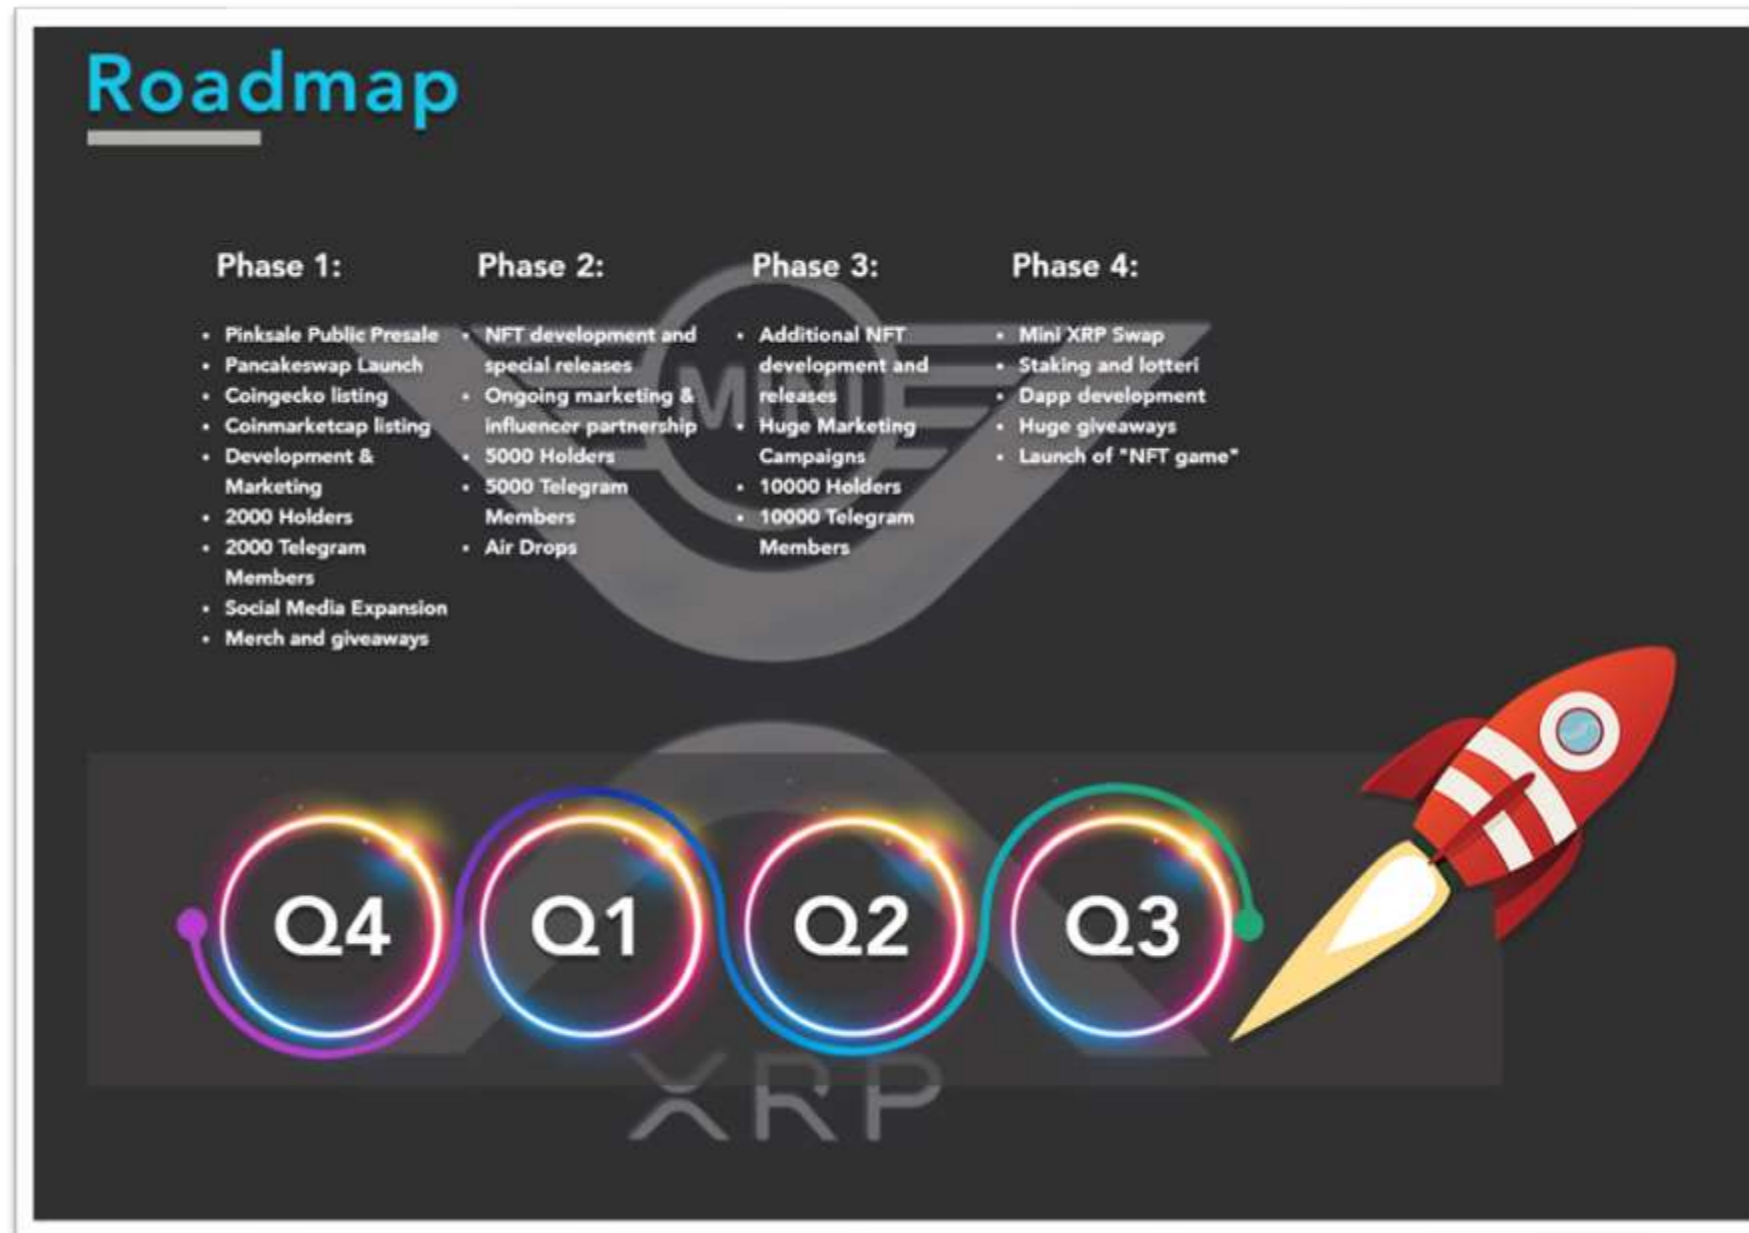 Roadmap
Phase 1:
• Pinksale Public Presale
• Pancakeswap Launch
• Coingecko listing
• Coinmarketcap listing
• Development &
Marketing
• 2000 Holders
• 2000 Telegram
Members
• Social Media Expansion
• Merch and giveaways
Phase 2:
• NFT development and
special releases
• Ongoing marketing &
influencer partnership
• 5000 Holders
• 5000 Telegram
Members
• Air Drops
Phase 3:
• Additional NFT
development and
releases
• Huge Marketing
Campaigns
• 10000 Holders
• 10000 Telegram
Members
Phase 4:
• Mini XRP Swap
• Staking and lotteri
• Dapp development
• Huge giveaways
• Launch of "NFT game"
MINI
Q4
Q1
Q2
Q3
XRP